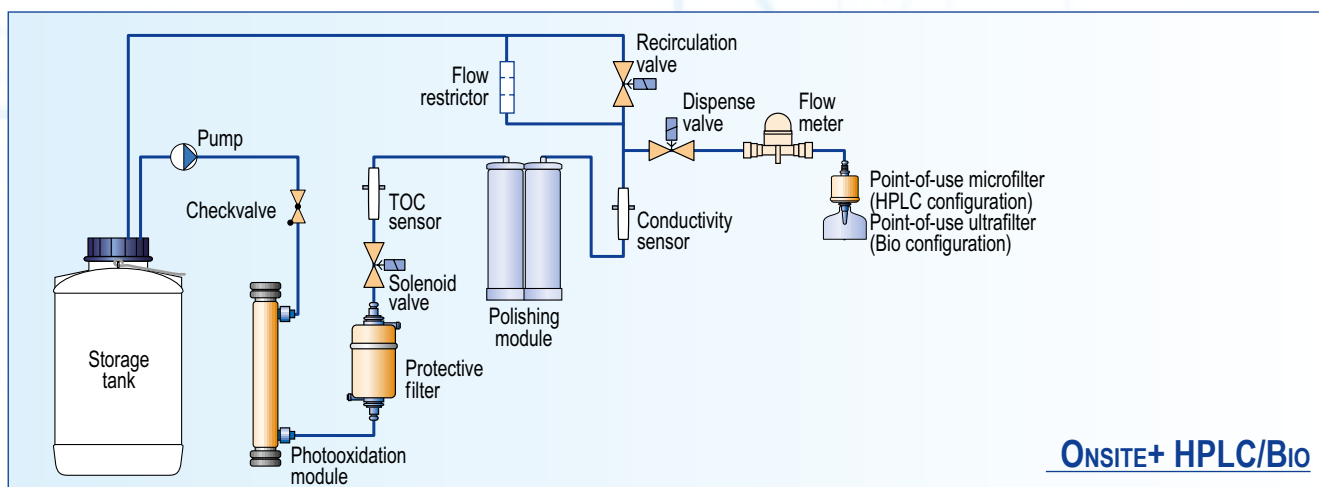 Recirculation
valve
Flow
restrictor
Dispense
valve
Flow
meter
Pump
Checkvalve
TOC
sensor
Solenoid
valve
Polishing
module
Conductivity
sensor
Point-of-use microfilter
(HPLC configuration)
Point-of-use ultrafilter
(Bio configuration)
Storage
tank
Protective
filter
Photooxidation
module
ONSITE+ HPLC/BIO